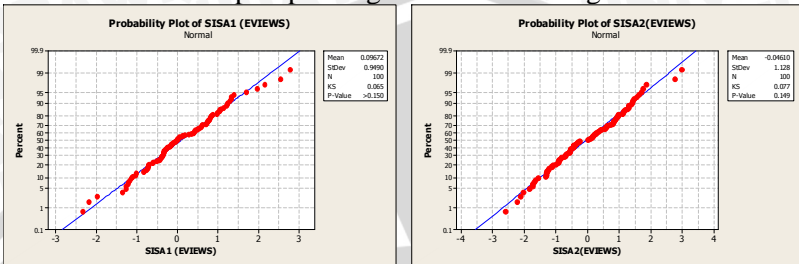 Probability Plot of SISA1 (EVIEWS)
Normal
Mean 0.09672
StDev 0.9490
N 100
KS 0.065
P-Value >0.150
Percent
99.9
99
95
90
80
70
60
50
40
30
20
10
5
1
0.1
-3 -2 -1 0 1 2 3
SISA1 (EVIEWS)
Probability Plot of SISA2(EVIEWS)
Normal
Mean -0.04610
StDev 1.128
N 100
KS 0.077
P-Value 0.149
Percent
99.9
99
95
90
80
70
60
50
40
30
20
10
5
1
0.1
-4 -3 -2 -1 0 1 2 3 4
SISA2(EVIEWS)